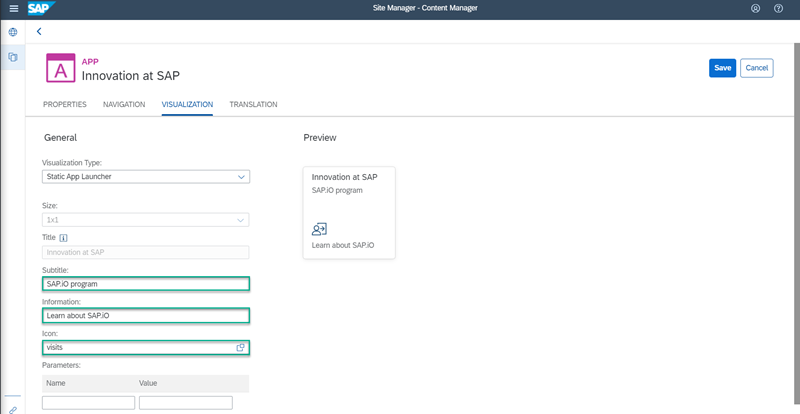 SAP
Site Manager - Content Manager
A
APP
Innovation at SAP
Save
Cancel
PROPERTIES NAVIGATION VISUALIZATION TRANSLATION
General
Preview
Visualization Type:
Static App Launcher
Size:
1x1
Title i
Innovation at SAP
Subtitle:
SAP.iO program
Information:
Learn about SAP.iO
Icon:
visits
Parameters:
Name Value
Innovation at SAP
SAP.iO program
Learn about SAP.iO